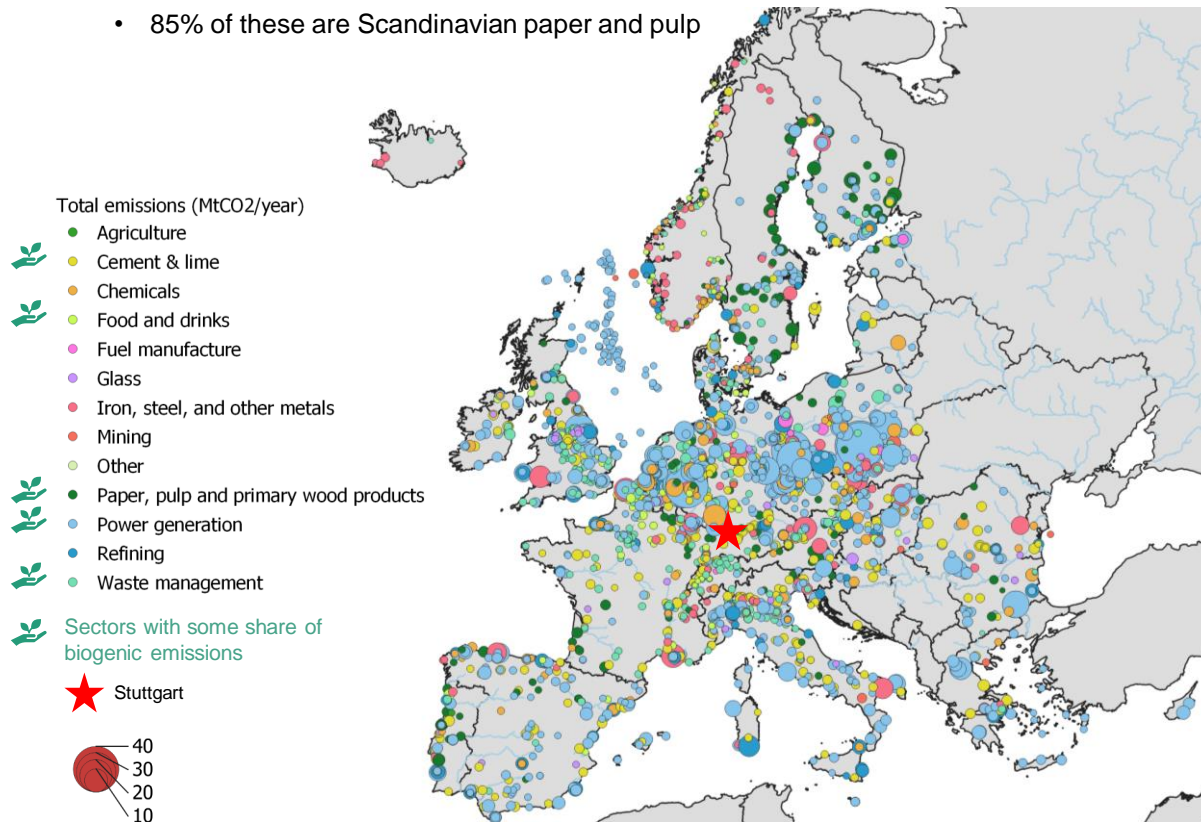 • 85% of these are Scandinavian paper and pulp
Total emissions (MtCO2/year)
Agriculture
Cement & lime
Chemicals
Food and drinks
Fuel manufacture
Glass
Iron, steel, and other metals
Mining
Other
Paper, pulp and primary wood products
Power generation
Refining
Waste management
Sectors with some share of
biogenic emissions
Stuttgart
40
30
20
10